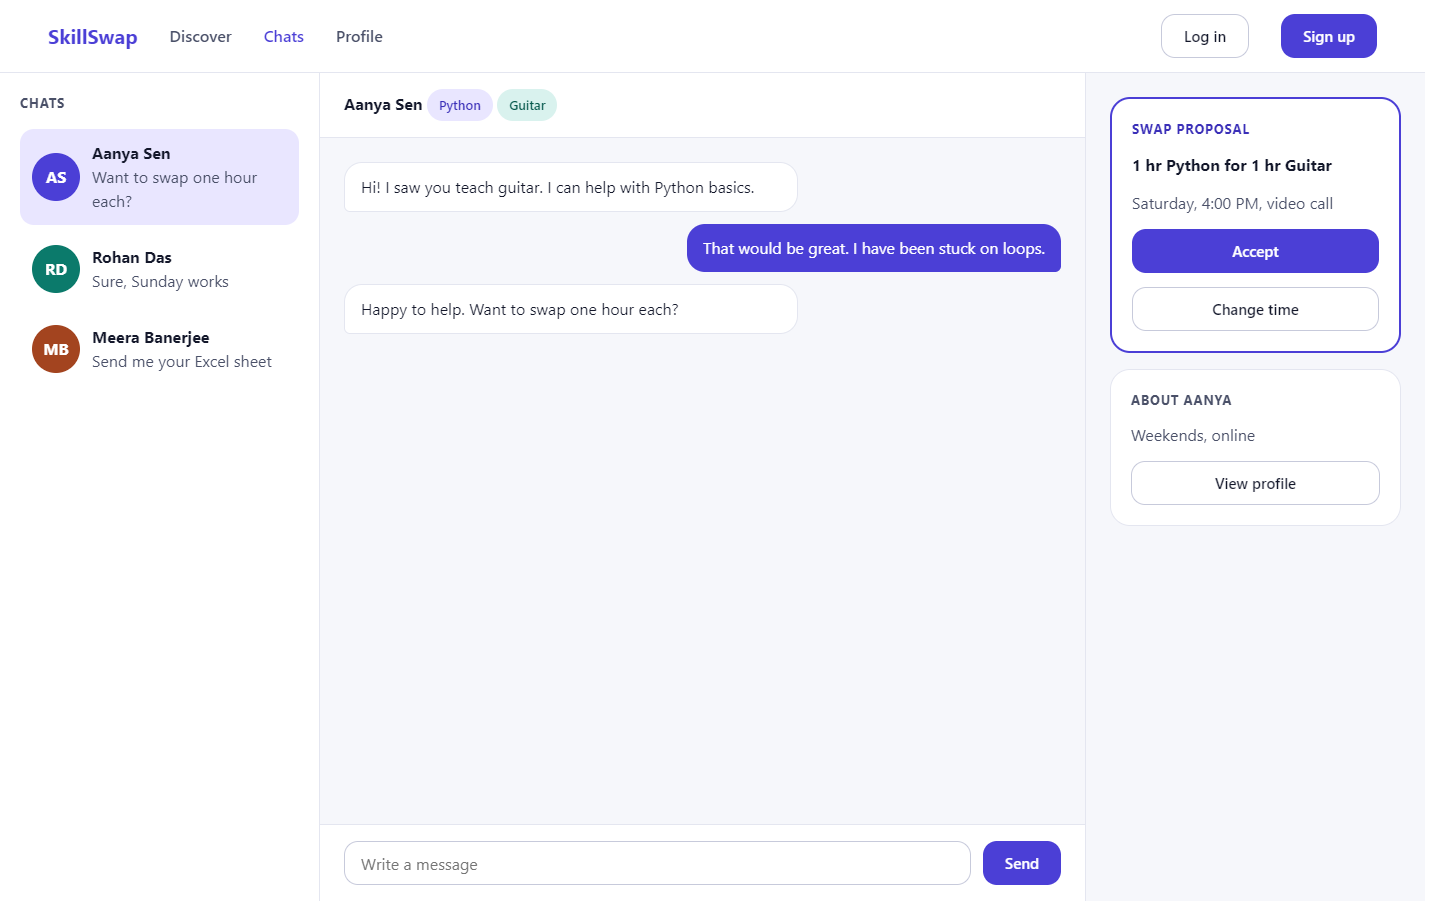 SkillSwap Discover Chats Profile Log in Sign up
CHATS
AS
Aanya Sen
Want to swap one hour
each?
RD
Rohan Das
Sure, Sunday works
MB
Meera Banerjee
Send me your Excel sheet
Aanya Sen Python Guitar
Hi! I saw you teach guitar. I can help with Python basics.
That would be great. I have been stuck on loops.
Happy to help. Want to swap one hour each?
Write a message Send
SWAP PROPOSAL
1 hr Python for 1 hr Guitar
Saturday, 4:00 PM, video call
Accept
Change time
ABOUT AANYA
Weekends, online
View profile